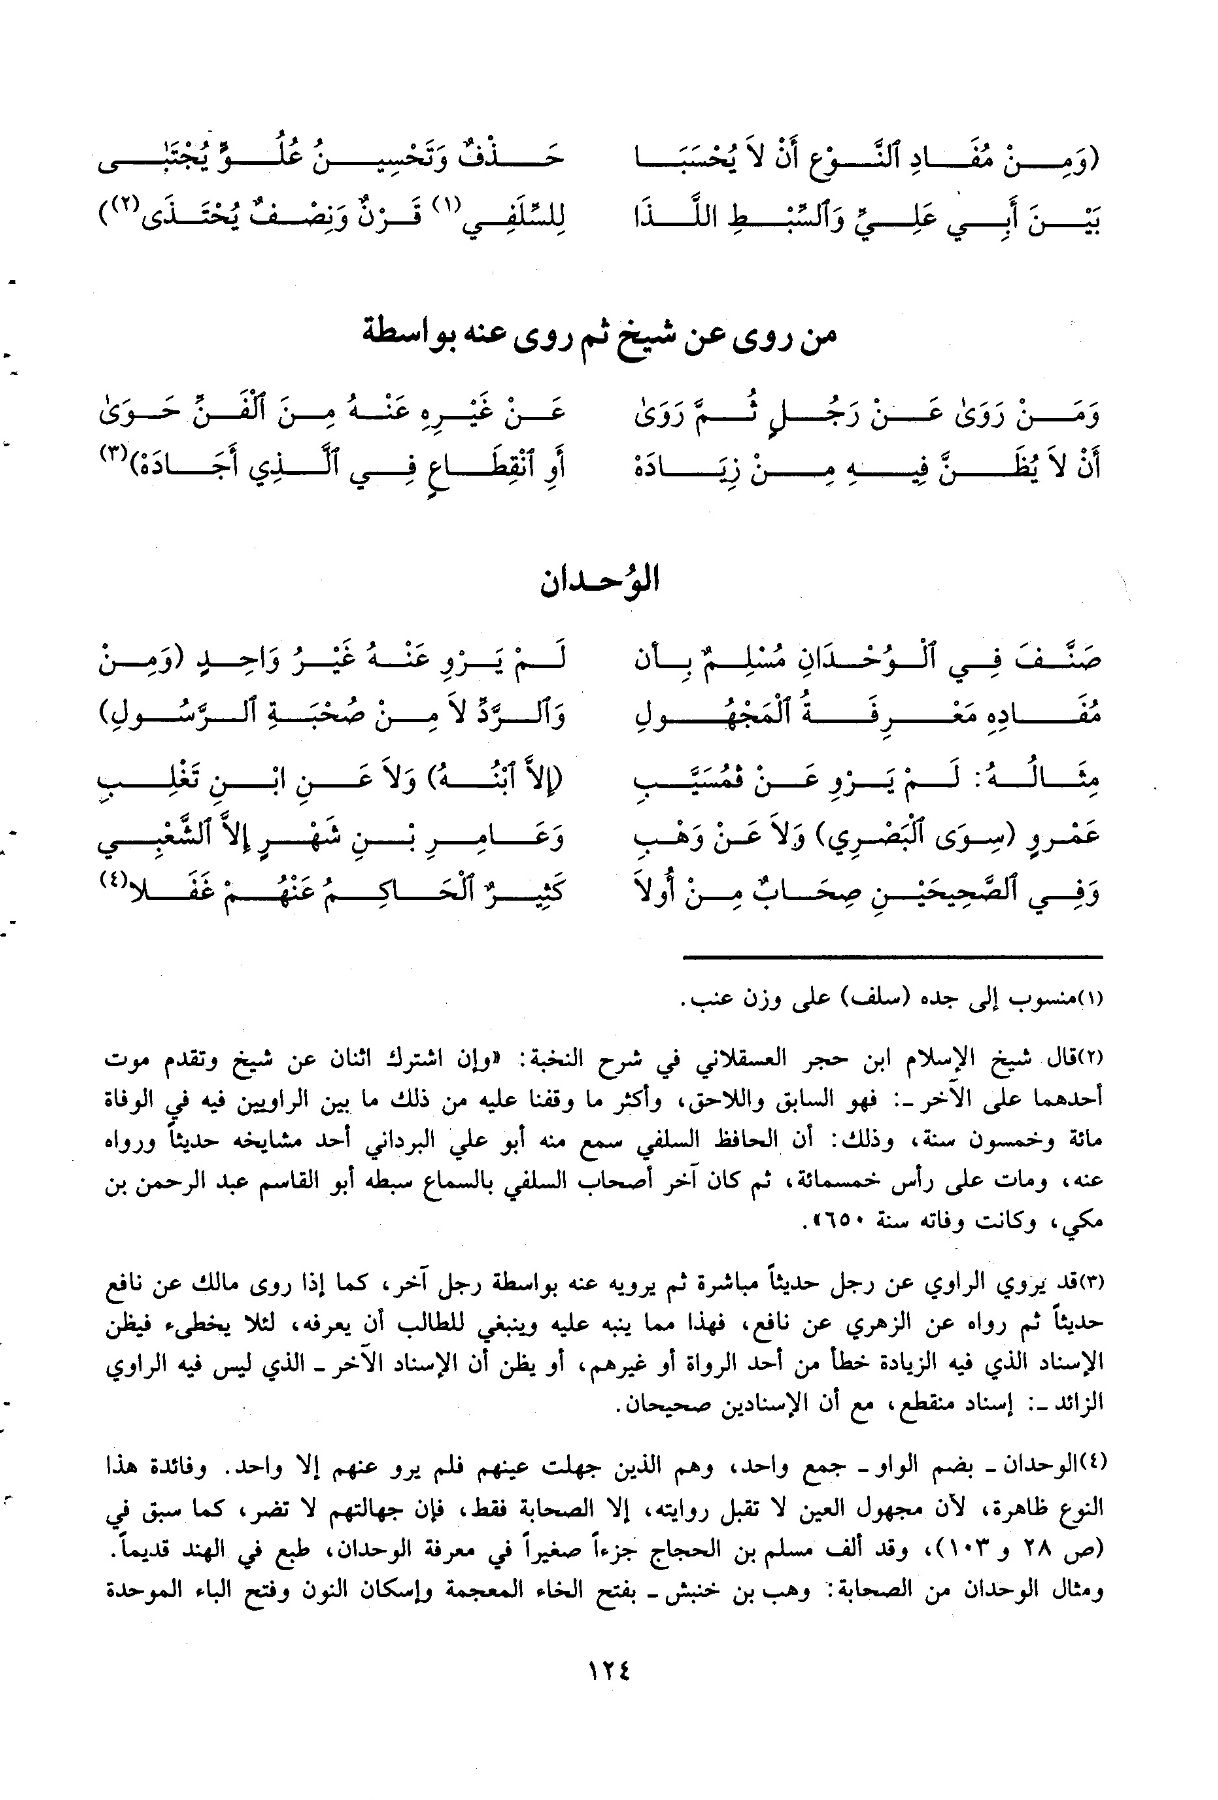 (وَمِنْ مُفَادِ ٱلنَّوْعِ أَنْ لاَ يُحْسَبَا حَذْفٌ وَتَحْسِينُ عُلُوٍّ يُجْتَبٰى
بَيْنَ أَبِي عَلِيٍّ وَٱلسِّبْطِ اللَّذَا لِلسِّلَفِي(١) قَرْنٌ وَنِصْفٌ يُحْتَذَى(٢))
من روى عن شيخ ثم روى عنه بواسطة
وَمَنْ رَوَىٰ عَنْ رَجُلٍ ثُمَّ رَوَىٰ عَنْ غَيْرِهِ عَنْهُ مِنَ ٱلْفَنِّ حَوَىٰ
أَنْ لاَ يُظَنَّ فِيهِ مِنْ زِيَادَهْ أَوِ ٱنْقِطَاعٍ فِي ٱلَّذِي أَجَادَهْ)(٣)
الوُحدان
صَنَّفَ فِي ٱلْوُحْدَانِ مُسْلِمٌ بِأَن لَمْ يَرْوِ عَنْهُ غَيْرُ وَاحِدٍ (وَمِنْ
مُفَادِهِ مَعْرِفَةُ ٱلْمَجْهُولِ وَٱلرَّدِّ لاَ مِنْ صُحْبَةِ ٱلرَّسُولِ)
مِثَالُهُ: لَمْ يَرْوِ عَنْ مُسَيَّبِ (إِلاَّ ٱبْنُهُ) وَلاَ عَنِ ابْنِ تَغْلِبِ
عَمْرٍو (سِوَى ٱلْبَصْرِي) وَلاَ عَنْ وَهْبِ وَعَامِرِ بْنِ شَهْرٍ إِلاَّ ٱلشَّعْبِي
وَفِي ٱلصَّحِيحَيْنِ صِحَابٌ مِنْ أُولاَ كَثِيرٌ ٱلْحَاكِمُ عَنْهُمْ غَفَلا(٤)
(١)منسوب إلى جده (سلف) على وزن عنب.
(٢)قال شيخ الإسلام ابن حجر العسقلاني في شرح النخبة: «وإن اشترك اثنان عن شيخ وتقدم موت
أحدهما على الآخر ـ: فهو السابق واللاحق، وأكثر ما وقفنا عليه من ذلك ما بين الراويين فيه في الوفاة
مائة وخمسون سنة، وذلك: أن الحافظ السلفي سمع منه أبو علي البرداني أحد مشايخه حديثاً ورواه
عنه، ومات على رأس خمسمائة، ثم كان آخر أصحاب السلفي بالسماع سبطه أبو القاسم عبد الرحمن بن
مكي، وكانت وفاته سنة ٦٥٠».
(٣)قد يروي الراوي عن رجل حديثاً مباشرة ثم يرويه عنه بواسطة رجل آخر، كما إذا روى مالك عن نافع
حديثاً ثم رواه عن الزهري عن نافع، فهذا مما ينبه عليه وينبغي للطالب أن يعرفه، لئلا يخطىء فيظن
الإسناد الذي فيه الزيادة خطأ من أحد الرواة أو غيرهم، أو يظن أن الإسناد الآخر ـ الذي ليس فيه الراوي
الزائد ـ: إسناد منقطع، مع أن الإسنادين صحيحان.
(٤)الوحدان ـ بضم الواو ـ جمع واحد، وهم الذين جهلت عينهم فلم يرو عنهم إلا واحد. وفائدة هذا
النوع ظاهرة، لأن مجهول العين لا تقبل روايته، إلا الصحابة فقط، فإن جهالتهم لا تضر، كما سبق في
(ص ٢٨ و ١٠٣)، وقد ألف مسلم بن الحجاج جزءاً صغيراً في معرفة الوحدان، طبع في الهند قديماً.
ومثال الوحدان من الصحابة: وهب بن خنبش ـ بفتح الخاء المعجمة وإسكان النون وفتح الباء الموحدة
١٢٤